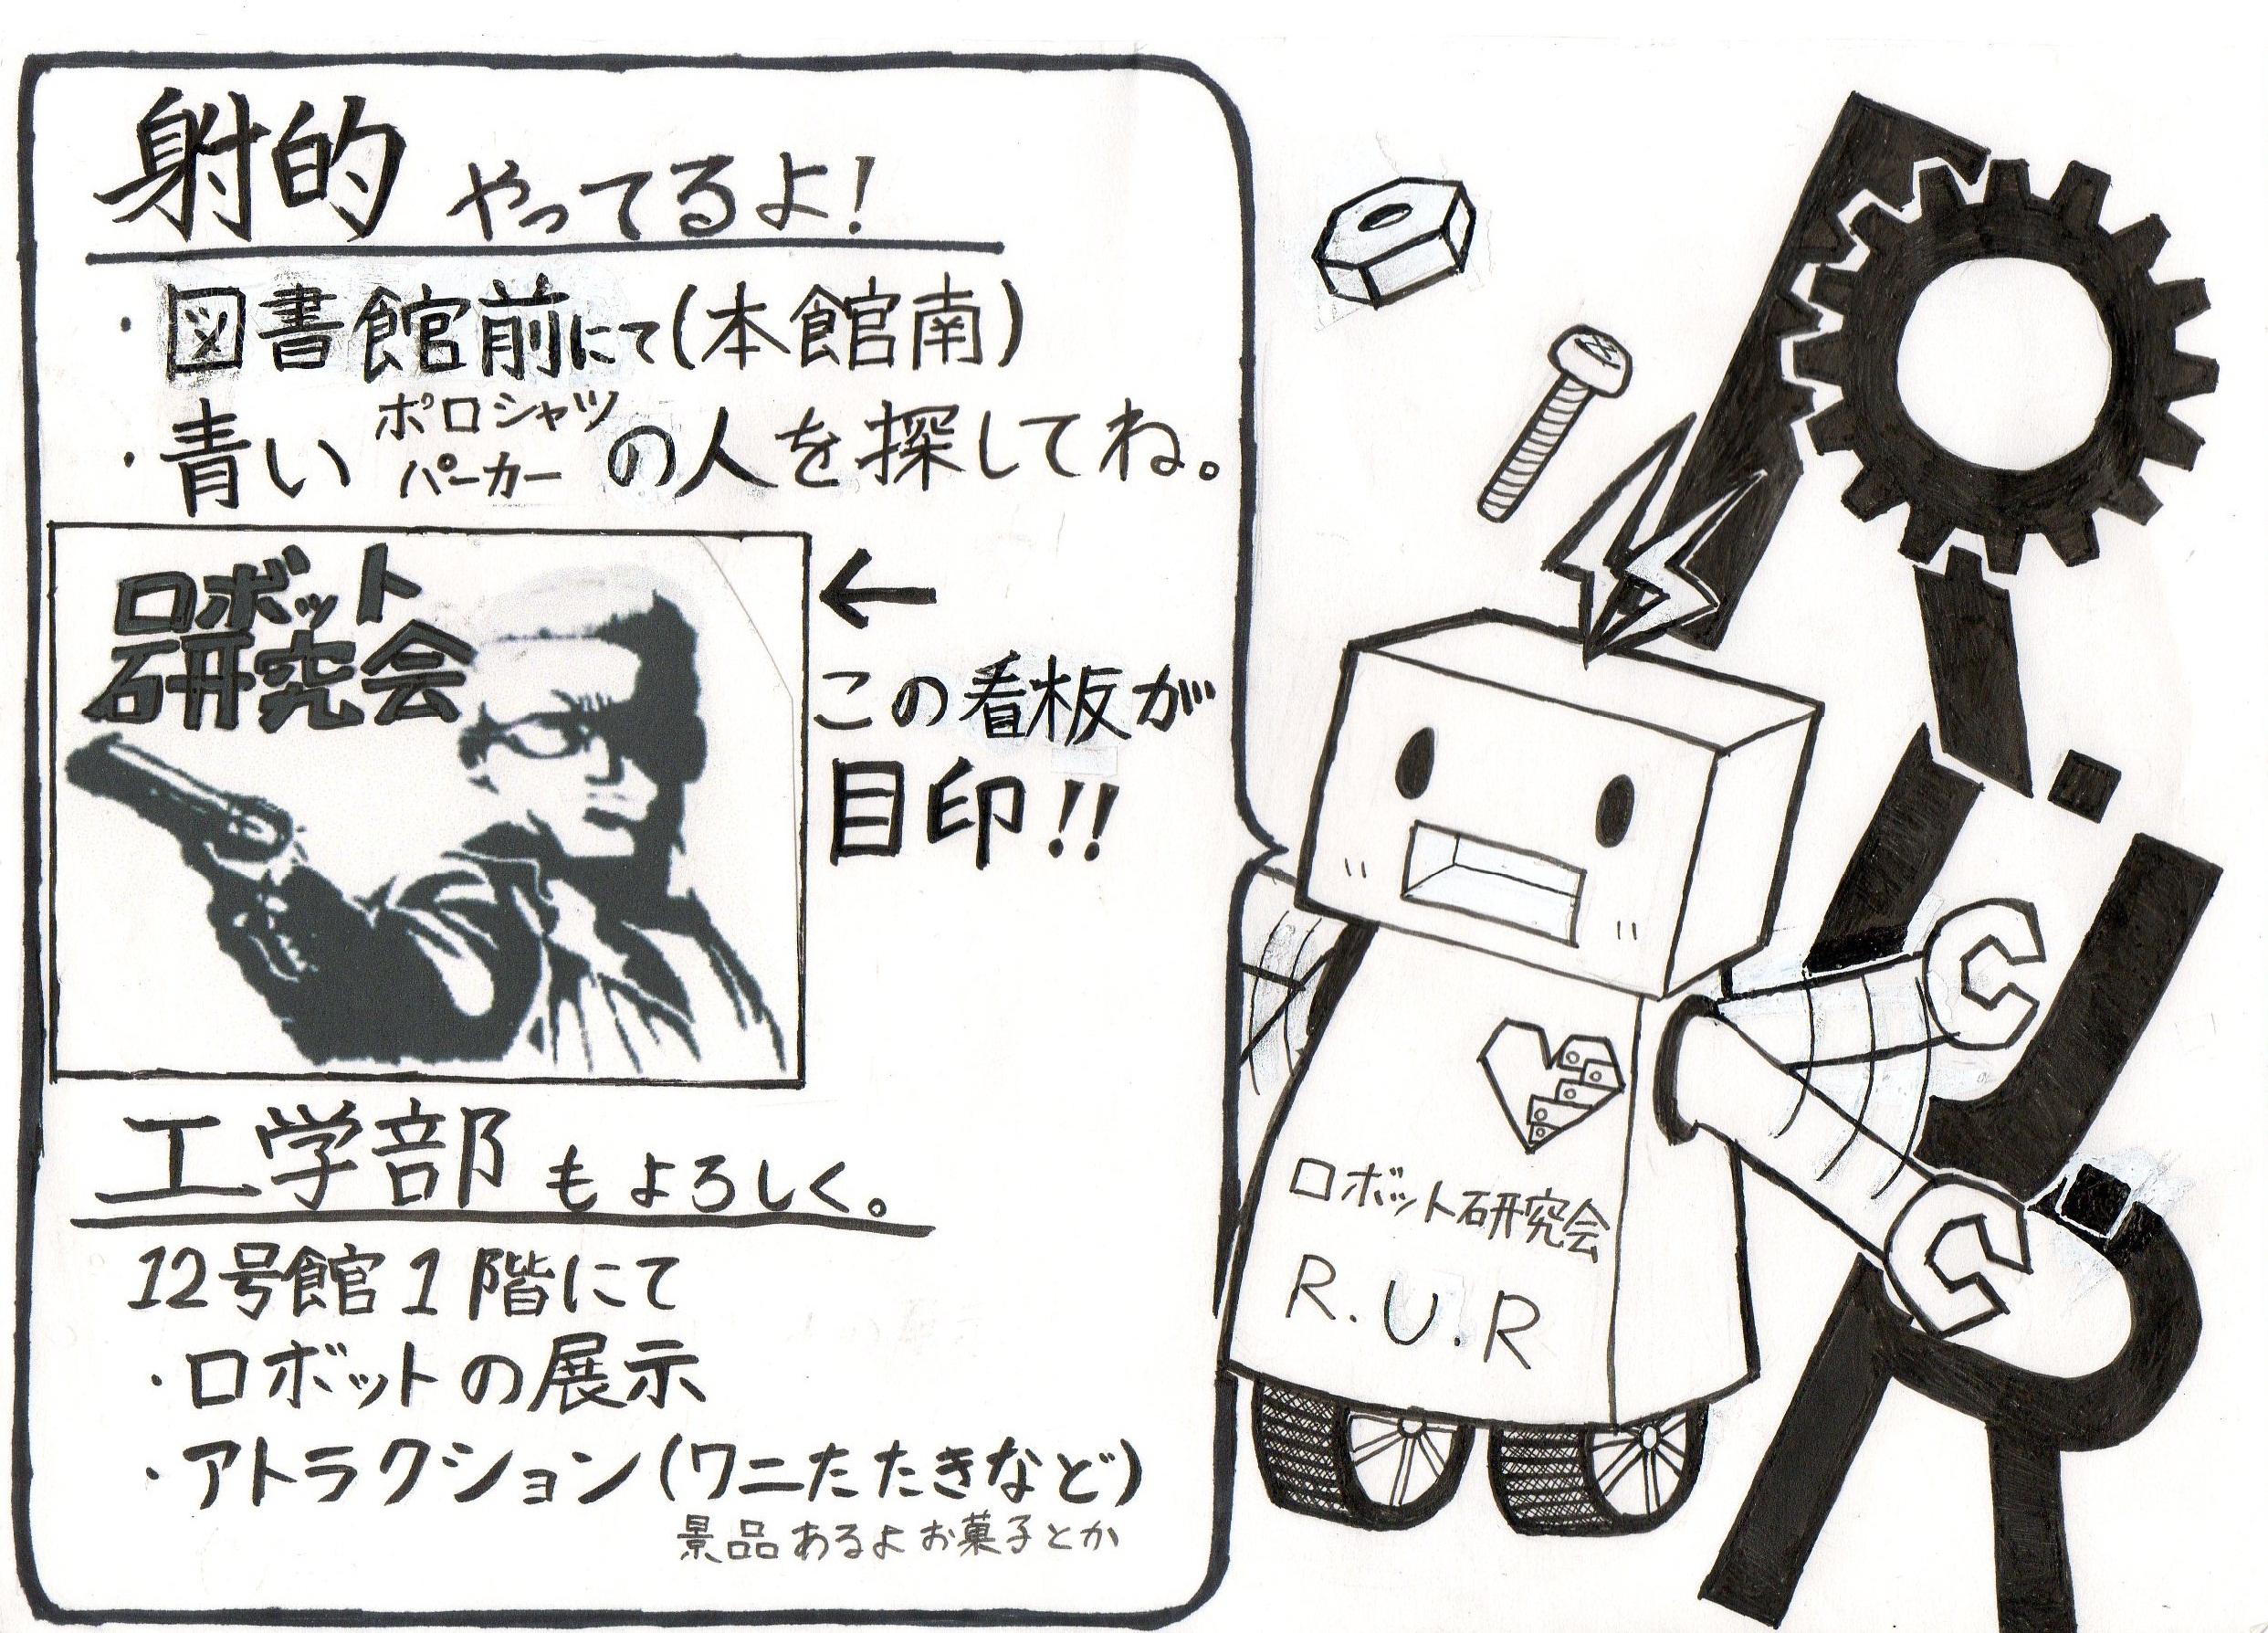 射的 やってるよ!
・図書館前にて(本館南)
・青い ポロシャツ パーカー の人を探してね。
ロボット
研究会
←
この看板が
目印!!
工学部もよろしく。
12号館1階にて
・ロボットの展示
・アトラクション(ワニたたきなど)
景品あるよお菓子とか
ロボット研究会
R.U.R
R.U.R